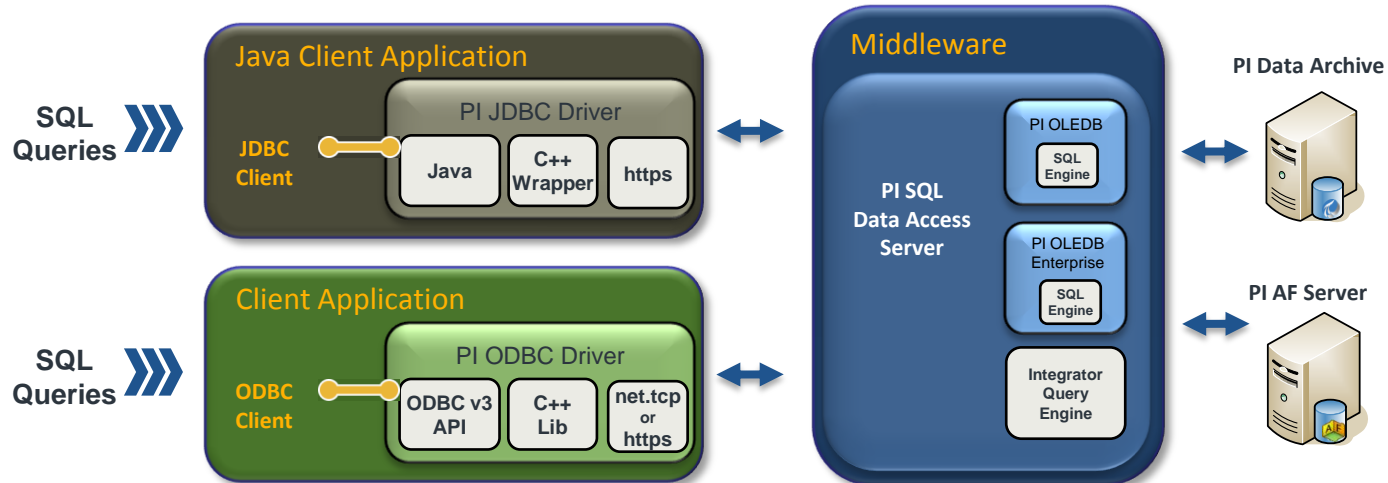 SQL
Queries
Java Client Application
JDBC
Client
PI JDBC Driver
Java
C++
Wrapper
https
SQL
Queries
Client Application
ODBC
Client
PI ODBC Driver
ODBC v3
API
C++
Lib
net.tcp
or
https
Middleware
PI SQL
Data Access
Server
PI OLEDB
SQL
Engine
PI OLEDB
Enterprise
SQL
Engine
Integrator
Query
Engine
PI Data Archive
PI AF Server
A F